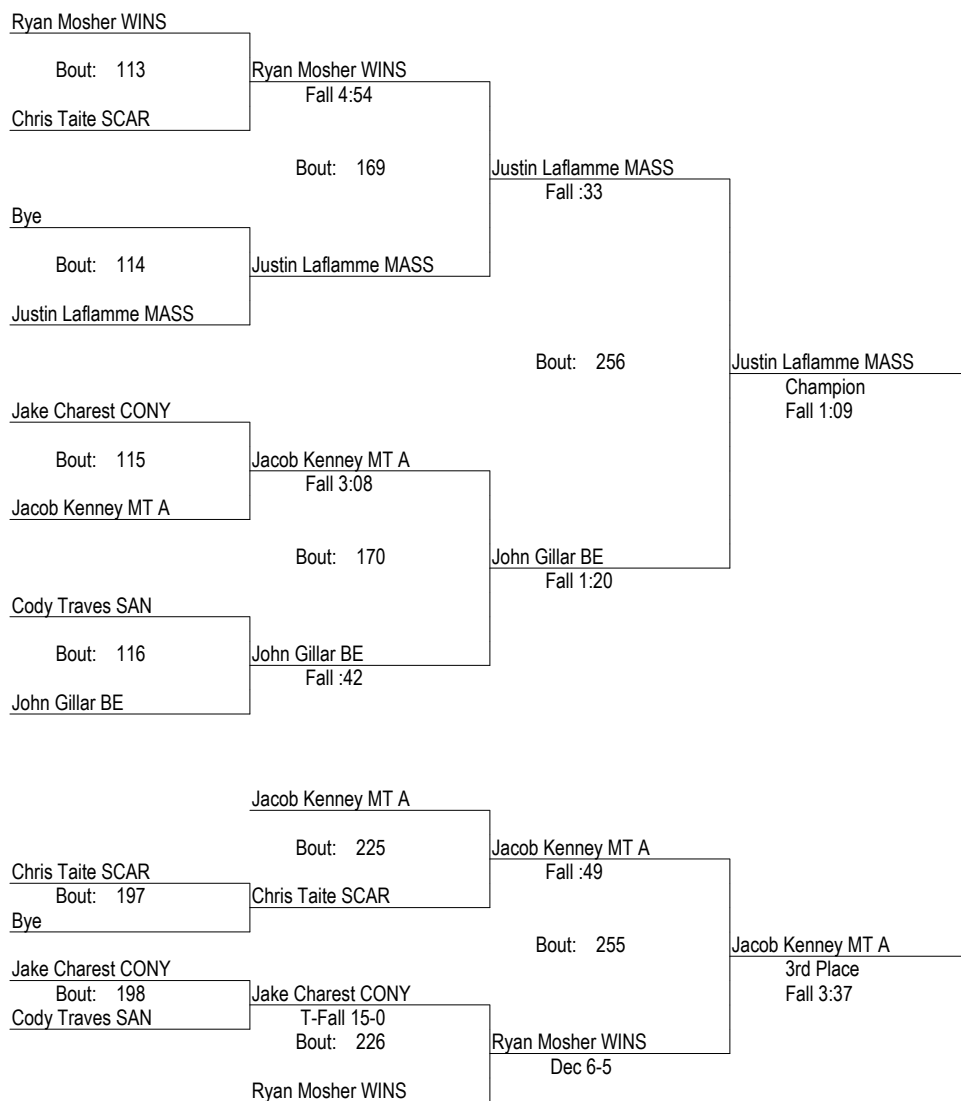 Ryan Mosher WINS
Bout: 113
Ryan Mosher WINS
Fall 4:54
Chris Taite SCAR
Bout: 169
Justin Laflamme MASS
Fall :33
Bye
Bout: 114
Justin Laflamme MASS
Justin Laflamme MASS
Bout: 256
Justin Laflamme MASS
Champion
Fall 1:09
Jake Charest CONY
Bout: 115
Jacob Kenney MT A
Fall 3:08
Jacob Kenney MT A
Bout: 170
John Gillar BE
Fall 1:20
Cody Traves SAN
Bout: 116
John Gillar BE
Fall :42
John Gillar BE
Jacob Kenney MT A
Bout: 225
Jacob Kenney MT A
Fall :49
Chris Taite SCAR
Bout: 197
Chris Taite SCAR
Bye
Bout: 255
Jacob Kenney MT A
3rd Place
Fall 3:37
Jake Charest CONY
Bout: 198
Jake Charest CONY
T-Fall 15-0
Cody Traves SAN
Bout: 226
Ryan Mosher WINS
Dec 6-5
Ryan Mosher WINS